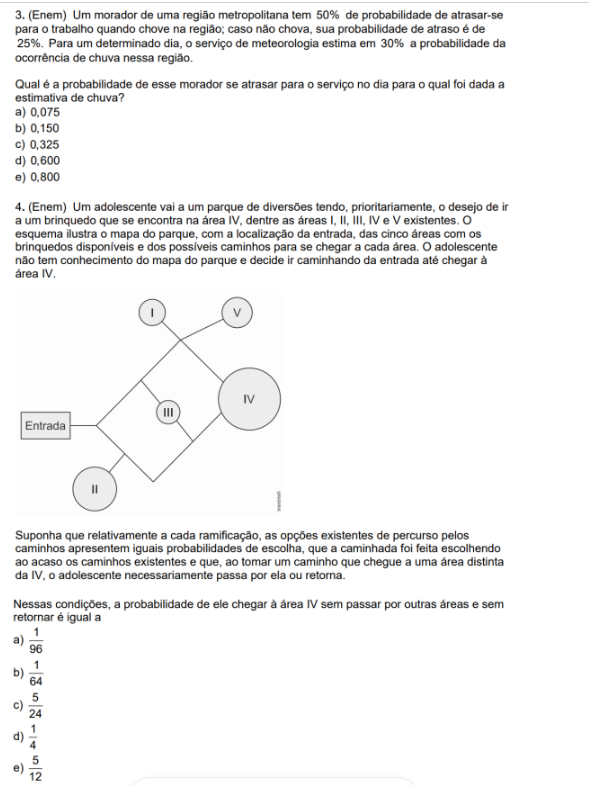 3. (Enem) Um morador de uma região metropolitana tem 50% de probabilidade de atrasar-se
para o trabalho quando chove na região; caso não chova, sua probabilidade de atraso é de
25%. Para um determinado dia, o serviço de meteorologia estima em 30% a probabilidade da
ocorrência de chuva nessa região.
Qual é a probabilidade de esse morador se atrasar para o serviço no dia para o qual foi dada a
estimativa de chuva?
a) 0,075
b) 0,150
c) 0,325
d) 0,600
e) 0,800
4. (Enem) Um adolescente vai a um parque de diversões tendo, prioritariamente, o desejo de ir
a um brinquedo que se encontra na área IV, dentre as áreas I, II, III, IV e V existentes. O
esquema ilustra o mapa do parque, com a localização da entrada, das cinco áreas com os
brinquedos disponíveis e dos possíveis caminhos para se chegar a cada área. O adolescente
não tem conhecimento do mapa do parque e decide ir caminhando da entrada até chegar à
área IV.
I
V
IV
III
Entrada
II
Suponha que relativamente a cada ramificação, as opções existentes de percurso pelos
caminhos apresentem iguais probabilidades de escolha, que a caminhada foi feita escolhendo
ao acaso os caminhos existentes e que, ao tomar um caminho que chegue a uma área distinta
da IV, o adolescente necessariamente passa por ela ou retorna.
Nessas condições, a probabilidade de ele chegar à área IV sem passar por outras áreas e sem
retornar é igual a
a) 1/96
b) 1/64
c) 5/24
d) 1/4
e) 5/12